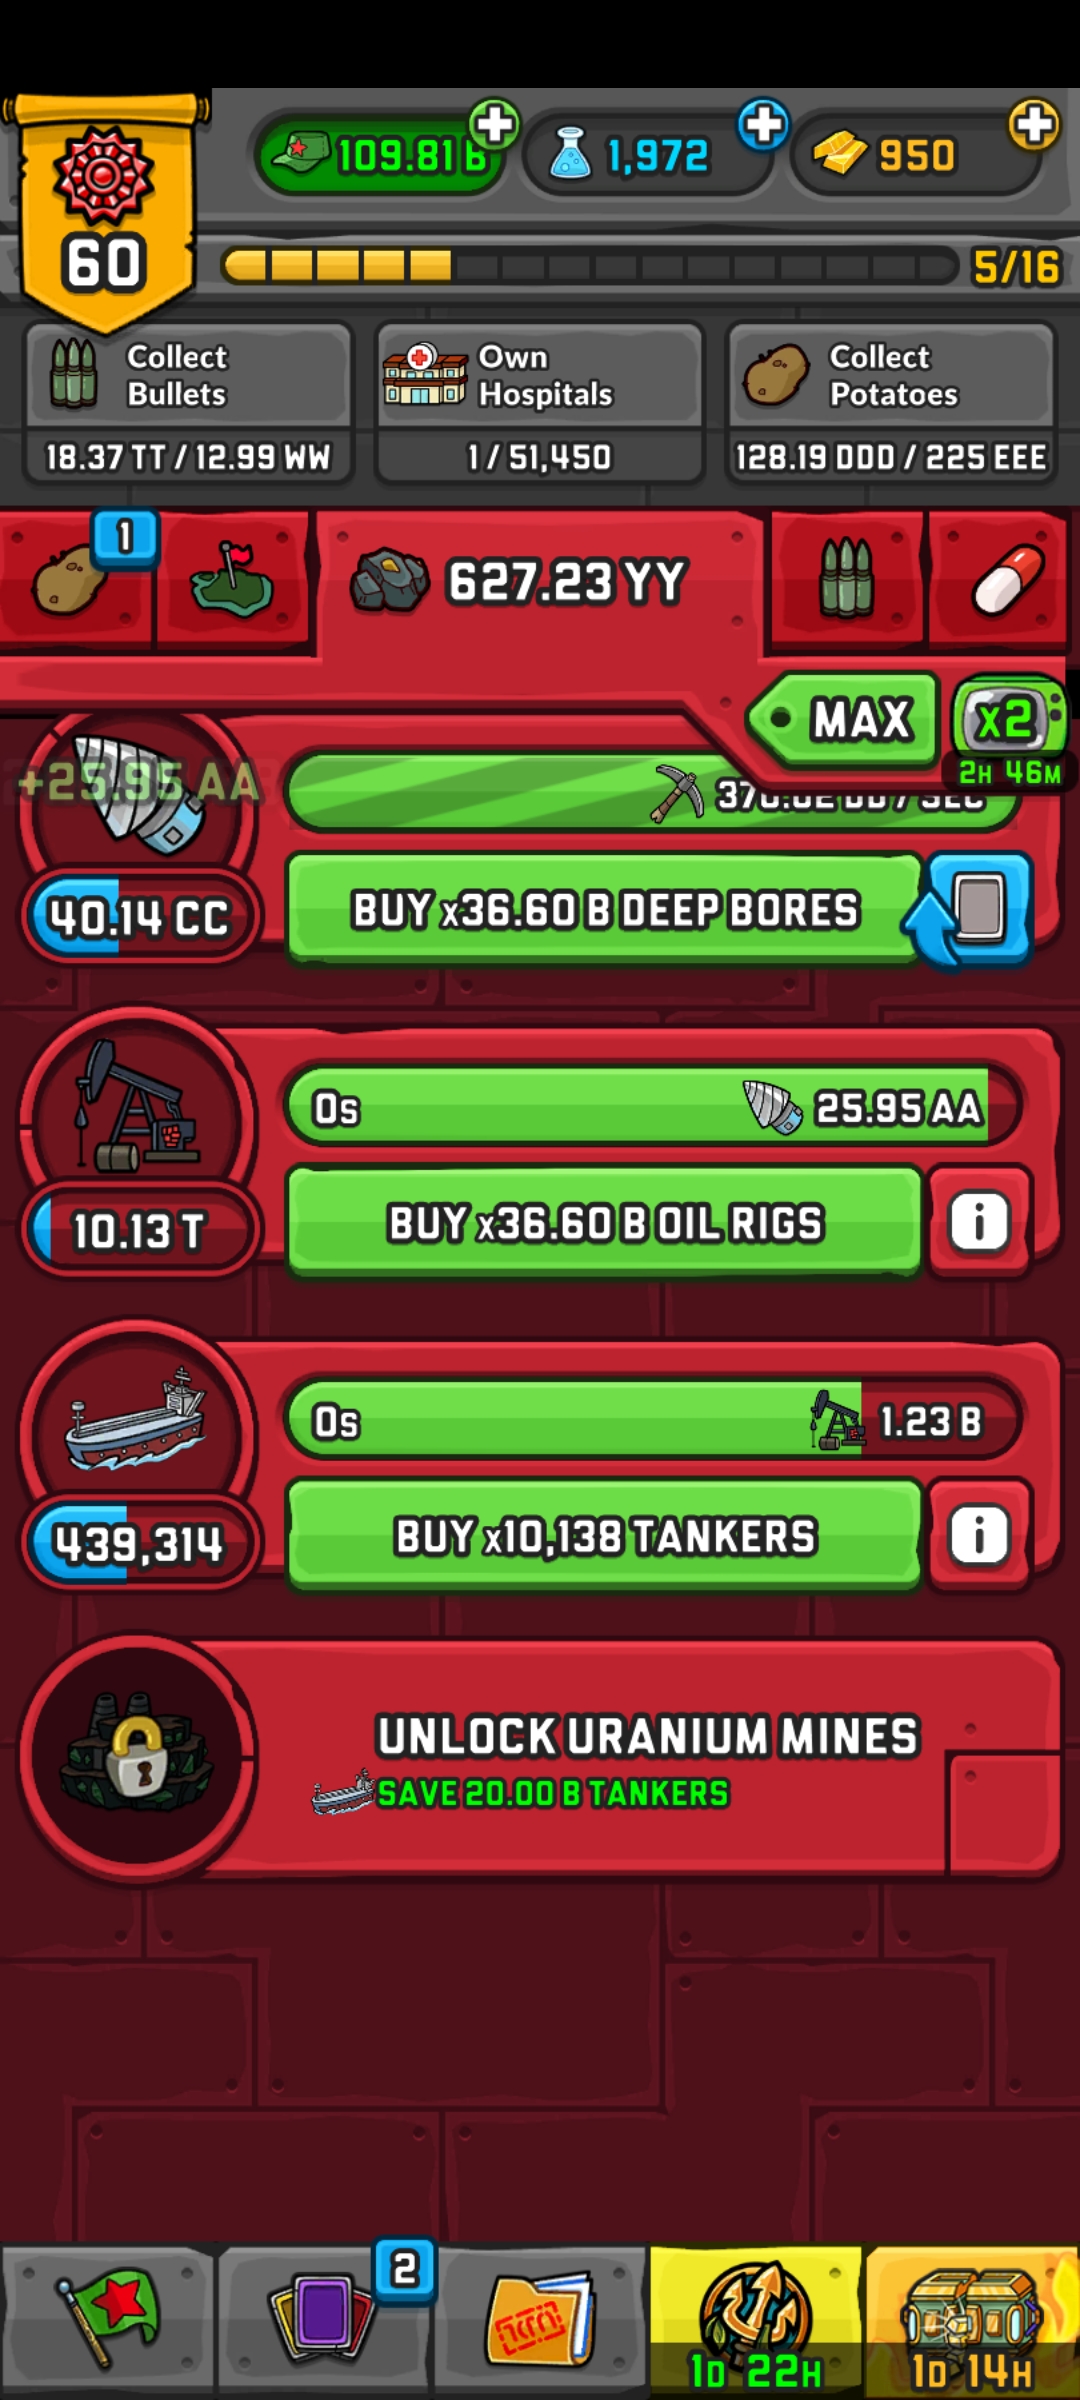 109.81 B
1,972
950
60
5/16
Collect
Bullets
18.37 TT / 12.99 WW
Own
Hospitals
1 / 51,450
Collect
Potatoes
128.19 DDD / 225 EEE
1
627.23 YY
MAX
x2
2H 46M
+25.95 AA
370.02 DD / SEC
40.14 CC
BUY x36.60 B DEEP BORES
0s
25.95 AA
10.13 T
BUY x36.60 B OIL RIGS
i
0s
1.23 B
439,314
BUY x10,138 TANKERS
i
UNLOCK URANIUM MINES
SAVE 20.00 B TANKERS
2
1D 22H
1D 14H